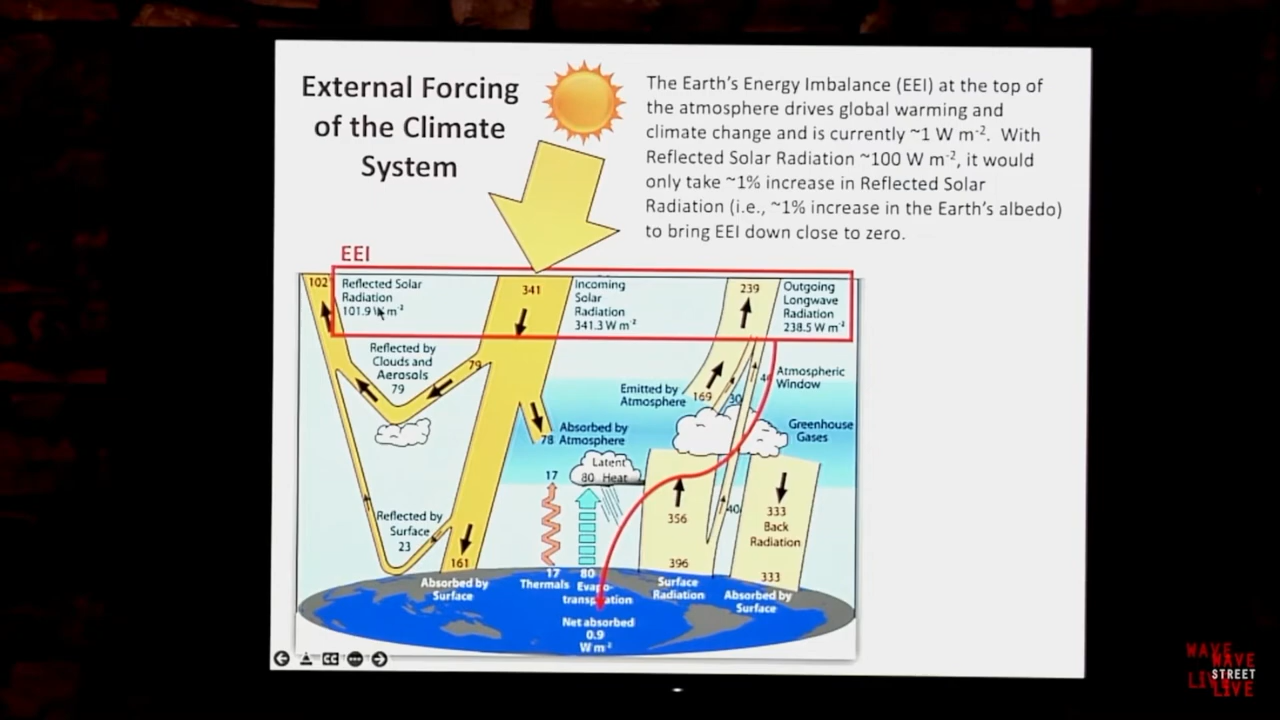 External Forcing
of the Climate
System
The Earth's Energy Imbalance (EEI) at the top of
the atmosphere drives global warming and
climate change and is currently ~1 W m⁻². With
Reflected Solar Radiation ~100 W m⁻², it would
only take ~1% increase in Reflected Solar
Radiation (i.e., ~1% increase in the Earth's albedo)
to bring EEI down close to zero.
EEI
102
Reflected Solar
Radiation
101.9 W m⁻²
341
Incoming
Solar
Radiation
341.3 W m⁻²
239
Outgoing
Longwave
Radiation
238.5 W m⁻²
Reflected by
Clouds and
Aerosols
79
79
Emitted by
Atmosphere
169
30
Atmospheric
Window
Greenhouse
Gases
78
Absorbed by
Atmosphere
17
Latent
80 Heat
Reflected by
Surface
23
356
40
333
Back
Radiation
161
396
333
Absorbed by
Surface
17
Thermals
80
Evapo-
transpiration
Surface
Radiation
Absorbed by
Surface
Net absorbed
0.9
W m⁻²
CC
WAVE
WAVE
STREET
LIVE
LIVE